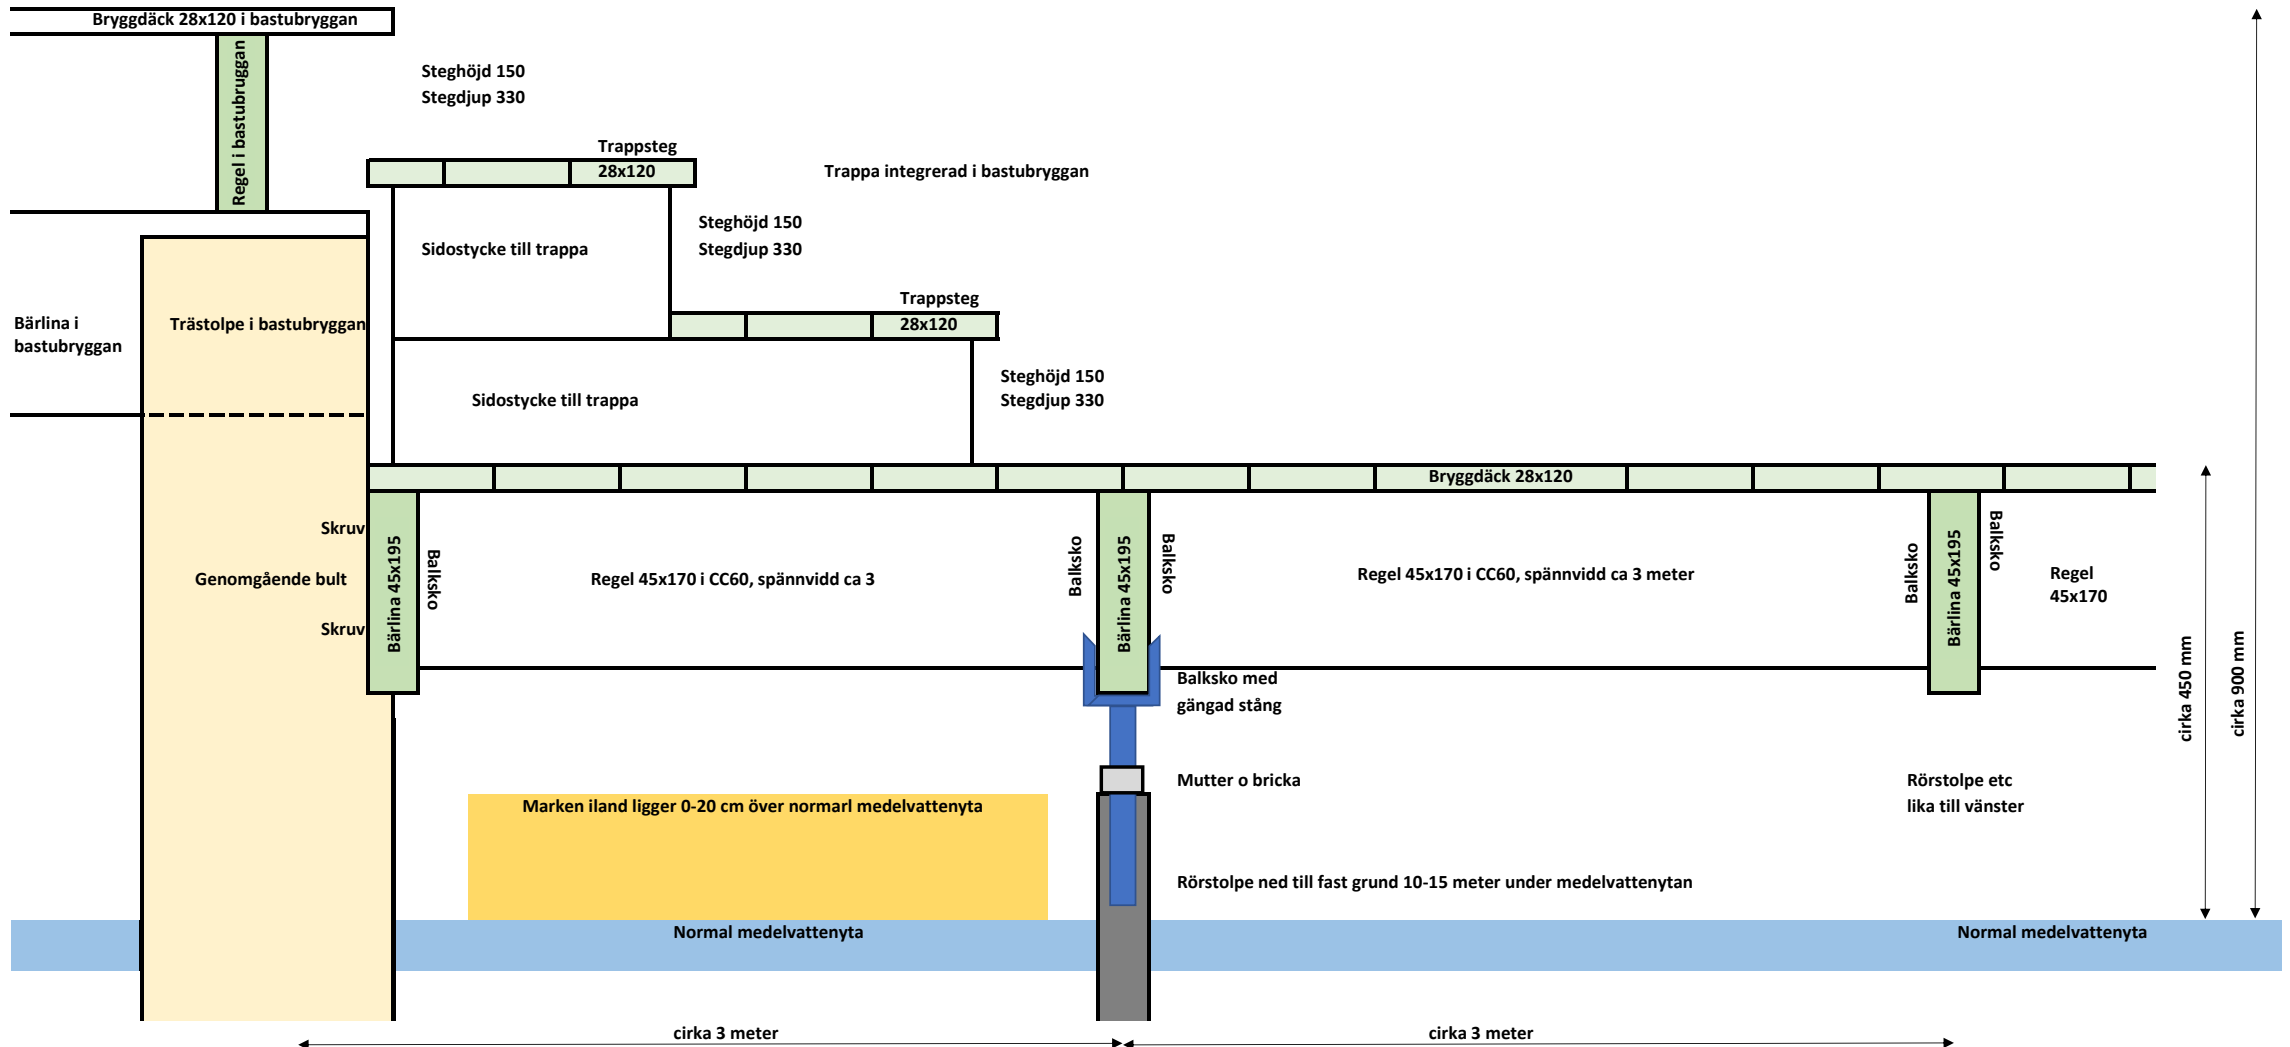 Bryggdäck 28x120 i bastubryggan
Regel i bastubruggan
Steghöjd 150
Stegdjup 330
Trappsteg
28x120
Trappa integrerad i bastubryggan
Sidostycke till trappa
Steghöjd 150
Stegdjup 330
Trappsteg
28x120
Bärlina i
bastubryggan
Trästolpe i bastubryggan
Sidostycke till trappa
Steghöjd 150
Stegdjup 330
Bryggdäck 28x120
Skruv
Genomgående bult
Skruv
Bärlina 45x195
Balksko
Regel 45x170 i CC60, spännvidd ca 3
Balksko
Bärlina 45x195
Balksko
Regel 45x170 i CC60, spännvidd ca 3 meter
Balksko
Bärlina 45x195
Balksko
Regel
45x170
cirka 450 mm
cirka 900 mm
Balksko med
gängad stång
Mutter o bricka
Rörstolpe etc
lika till vänster
Marken iland ligger 0-20 cm över normarl medelvattenyta
Rörstolpe ned till fast grund 10-15 meter under medelvattenytan
Normal medelvattenyta
Normal medelvattenyta
cirka 3 meter
cirka 3 meter